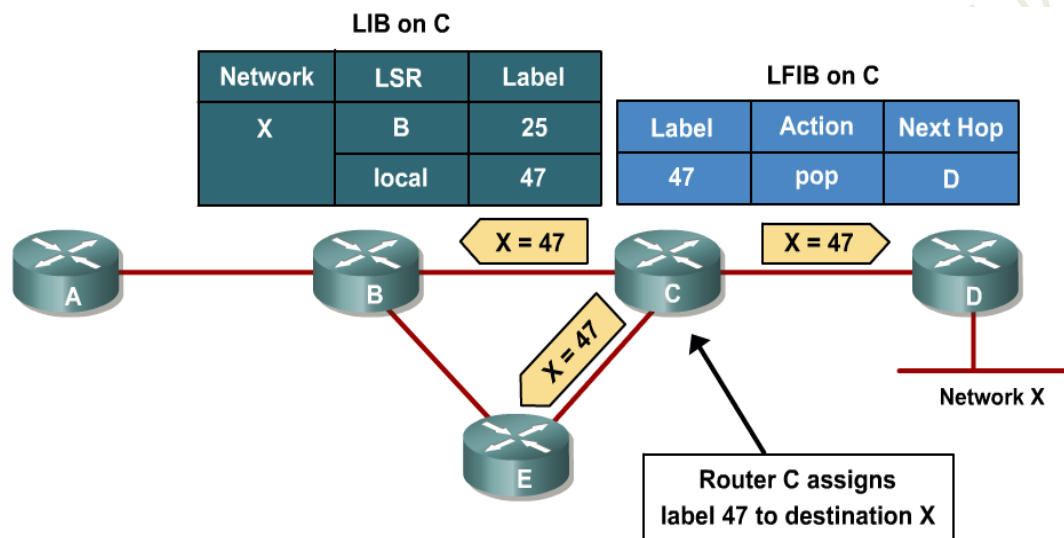 LIB on C
Network LSR Label
X B 25
local 47
LFIB on C
Label Action Next Hop
47 pop D
X = 47
X = 47
X = 47
A
B
C
D
E
Network X
Router C assigns
label 47 to destination X